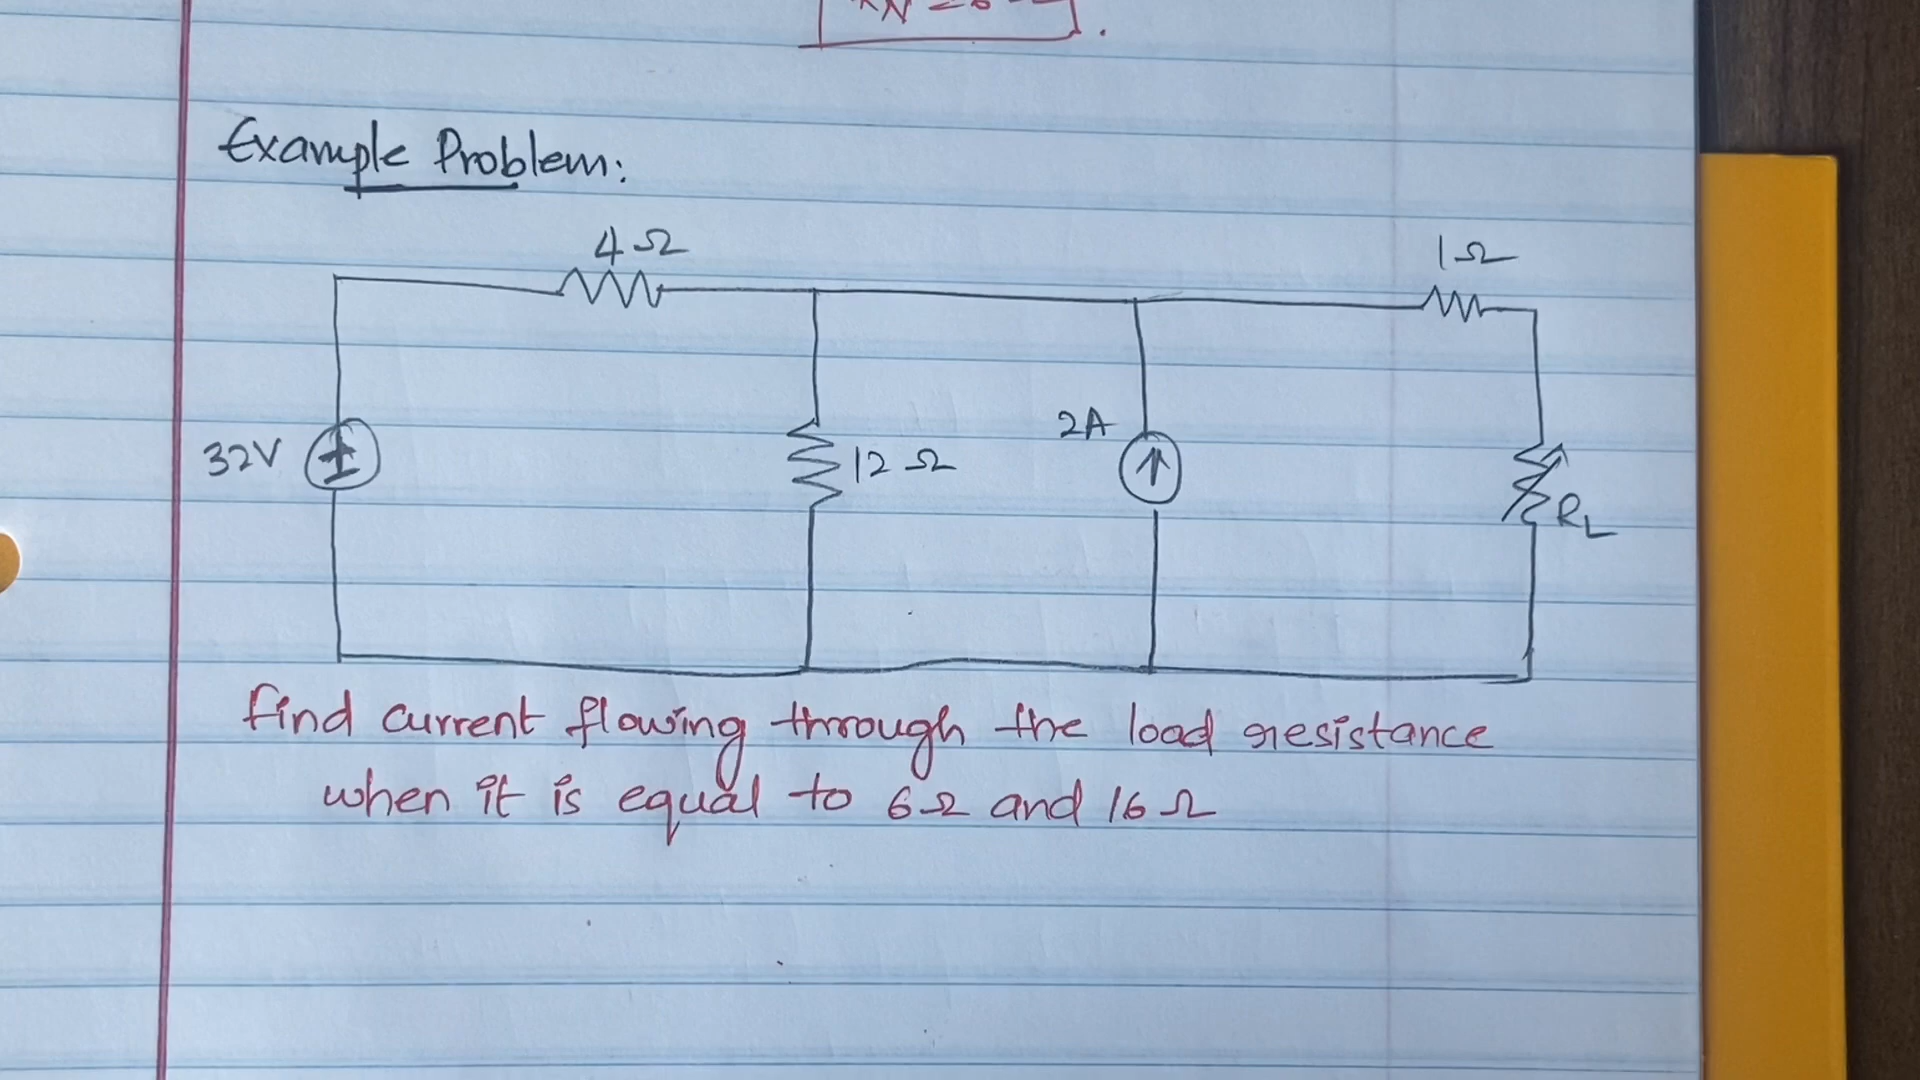 Example Problem:
4Ω
1Ω
2A
32V
12 Ω
RL
find current flowing through the load resistance
when it is equal to 6Ω and 16Ω